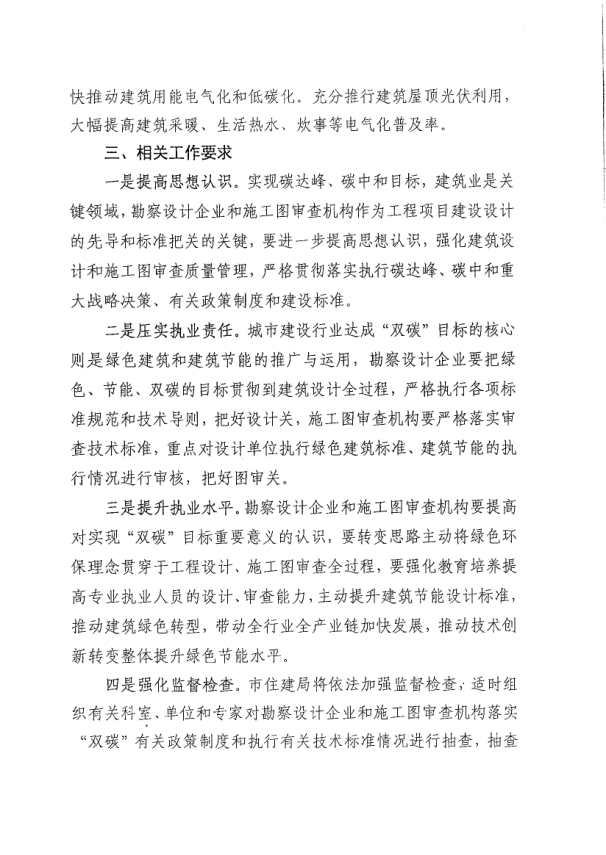 快推动建筑用能电气化和低碳化。充分推行建筑屋顶光伏利用，
大幅提高建筑采暖、生活热水、炊事等电气化普及率。
三、相关工作要求
一是提高思想认识。实现碳达峰、碳中和目标，建筑业是关
键领域，勘察设计企业和施工图审查机构作为工程项目建设设计
的先导和标准把关的关键，要进一步提高思想认识，强化建筑设
计和施工图审查质量管理，严格贯彻落实执行碳达峰、碳中和重
大战略决策、有关政策制度和建设标准。
二是压实执业责任。城市建设行业达成“双碳”目标的核心
则是绿色建筑和建筑节能的推广与运用，勘察设计企业要把绿
色、节能、双碳的目标贯彻到建筑设计全过程，严格执行各项标
准规范和技术导则，把好设计关，施工图审查机构要严格落实审
查技术标准，重点对设计单位执行绿色建筑标准、建筑节能的执
行情况进行审核，把好图审关。
三是提升执业水平。勘察设计企业和施工图审查机构要提高
对实现“双碳”目标重要意义的认识，要转变思路主动将绿色环
保理念贯穿于工程设计、施工图审查全过程，要强化教育培养提
高专业执业人员的设计、审查能力，主动提升建筑节能设计标准，
推动建筑绿色转型，带动全行业全产业链加快发展，推动技术创
新转变整体提升绿色节能水平。
四是强化监督检查。市住建局将依法加强监督检查，适时组
织有关科室、单位和专家对勘察设计企业和施工图审查机构落实
“双碳”有关政策制度和执行有关技术标准情况进行抽查，抽查